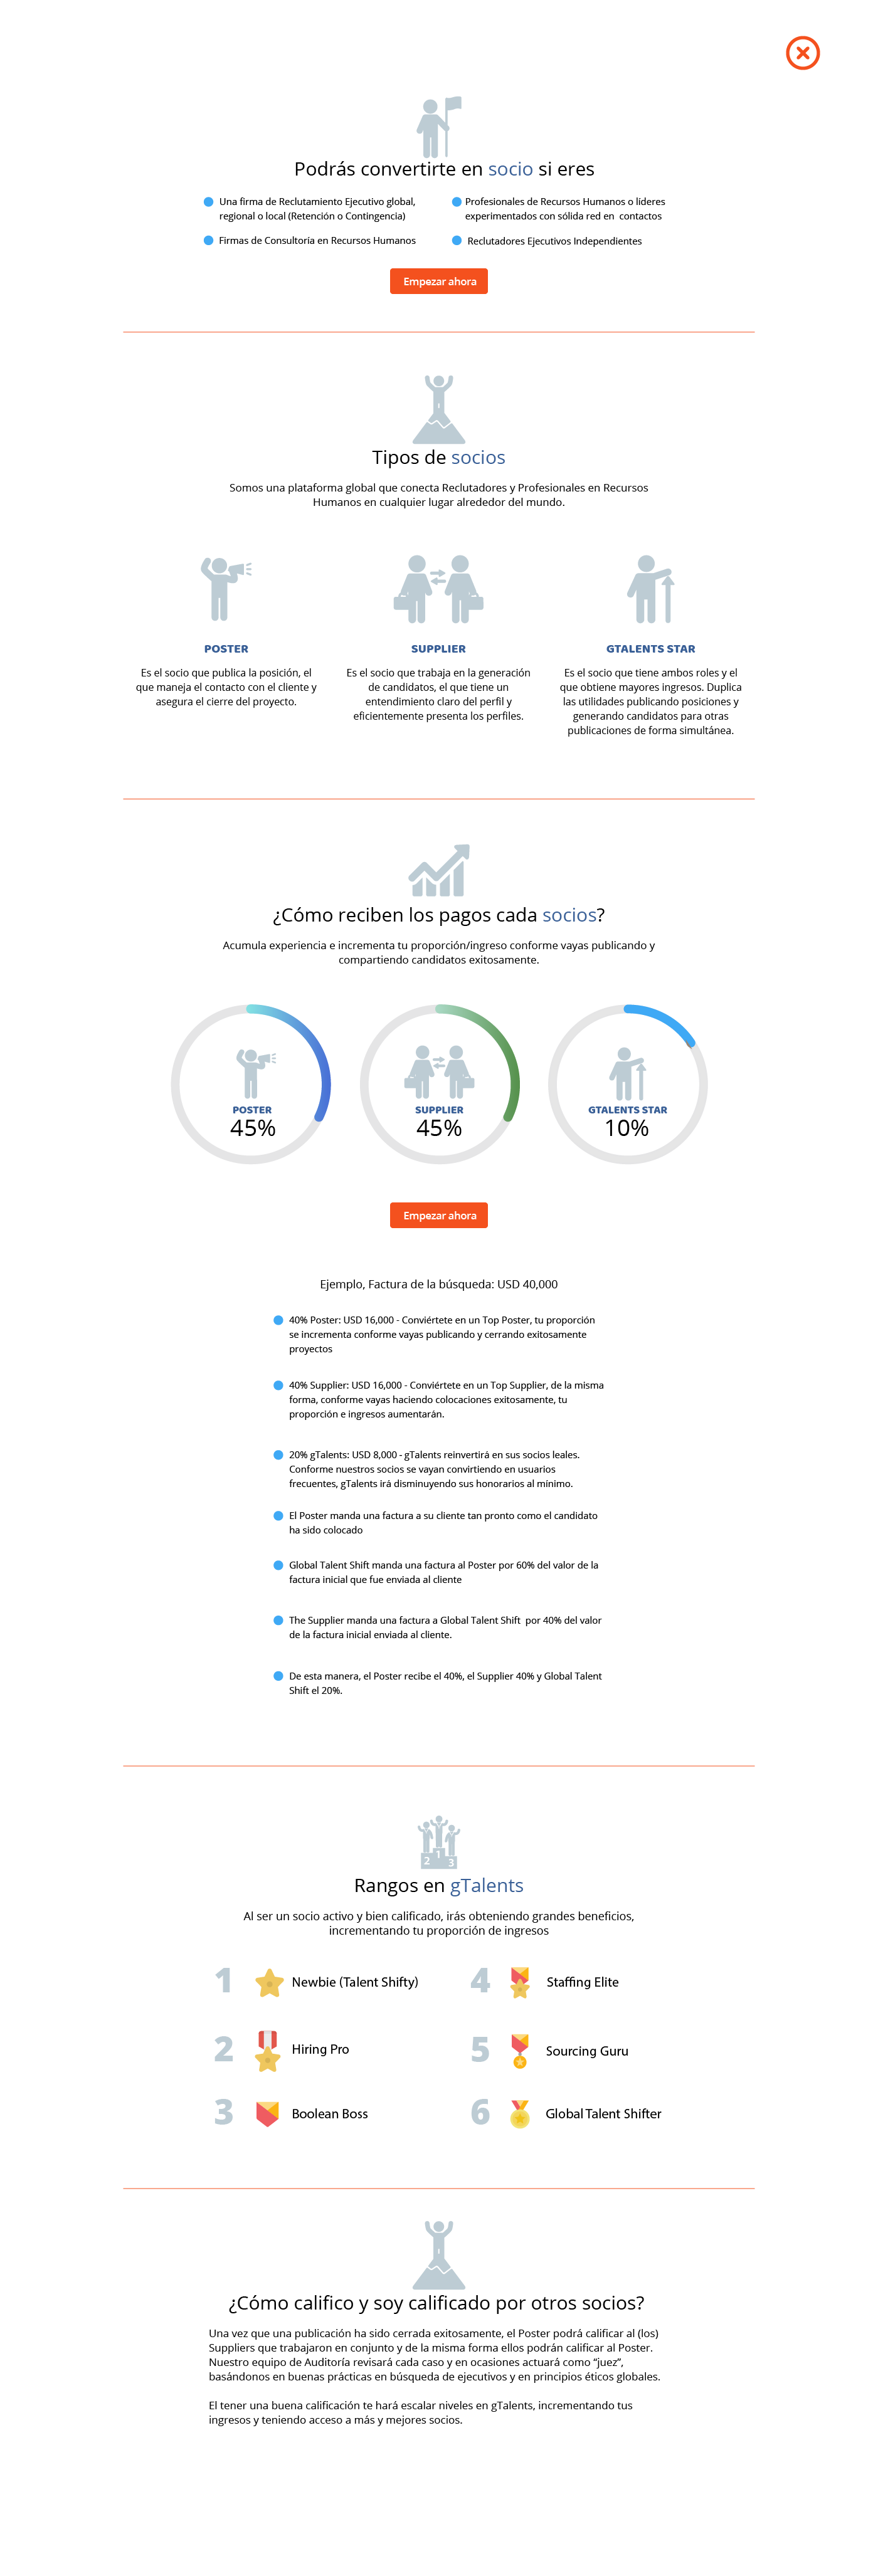 Podrás convertirte en socio si eres
Una firma de Reclutamiento Ejecutivo global,
regional o local (Retención o Contingencia)
Firmas de Consultoría en Recursos Humanos
Profesionales de Recursos Humanos o lideres
experimentados con sólida red en contactos
Reclutadores Ejecutivos Independientes
Empezar ahora
Tipos de socios
Somos una plataforma global que conecta Reclutadores y Profesionales en Recursos
Humanos en cualquier lugar alrededor del mundo.
POSTER
Es el socio que publica la posición, el
que maneja el contacto con el cliente y
asegura el cierre del proyecto.
SUPPLIER
Es el socio que trabaja en la generación
de candidatos, el que tiene un
entendimiento claro del perfil y
eficientemente presenta los perfiles.
GTALENTS STAR
Es el socio que tiene ambos roles y el
que obtiene mayores ingresos. Duplica
las utilidades publicando posiciones y
generando candidatos para otras
publicaciones de forma simultánea.
¿Cómo reciben los pagos cada socios?
Acumula experiencia e incrementa tu proporción/ingreso conforme vayas publicando y
compartiendo candidatos exitosamente.
POSTER
45%
SUPPLIER
45%
GTALENTS STAR
10%
Empezar ahora
Ejemplo, Factura de la búsqueda: USD 40,000
40% Poster: USD 16,000 - Conviértete en un Top Poster, tu proporción
se incrementa conforme vayas publicando y cerrando exitosamente
proyectos
40% Supplier: USD 16,000 - Conviértete en un Top Supplier, de la misma
forma, conforme vayas haciendo colocaciones exitosamente, tu
proporción e ingresos aumentarán.
20% gTalents: USD 8,000 - gTalents reinvertirá en sus socios leales.
Conforme nuestros socios se vayan convirtiendo en usuarios
frecuentes, gTalents irá disminuyendo sus honorarios al mínimo.
El Poster manda una factura a su cliente tan pronto como el candidato
ha sido colocado
Global Talent Shift manda una factura al Poster por 60% del valor de la
factura inicial que fue enviada al cliente
The Supplier manda una factura a Global Talent Shift por 40% del valor
de la factura inicial enviada al cliente.
De esta manera, el Poster recibe el 40%, el Supplier 40% y Global Talent
Shift el 20%.
2 1 3
Rangos en gTalents
Al ser un socio activo y bien calificado, irás obteniendo grandes beneficios,
incrementando tu proporción de ingresos
1 Newbie (Talent Shifty)
2 Hiring Pro
3 Boolean Boss
4 Staffing Elite
5 Sourcing Guru
6 Global Talent Shifter
¿Cómo califico y soy calificado por otros socios?
Una vez que una publicación ha sido cerrada exitosamente, el Poster podrá calificar al (los)
Suppliers que trabajaron en conjunto y de la misma forma ellos podrán calificar al Poster.
Nuestro equipo de Auditoría revisará cada caso y en ocasiones actuará como “juez”,
basándonos en buenas prácticas en búsqueda de ejecutivos y en principios éticos globales.
El tener una buena calificación te hará escalar niveles en gTalents, incrementando tus
ingresos y teniendo acceso a más y mejores socios.